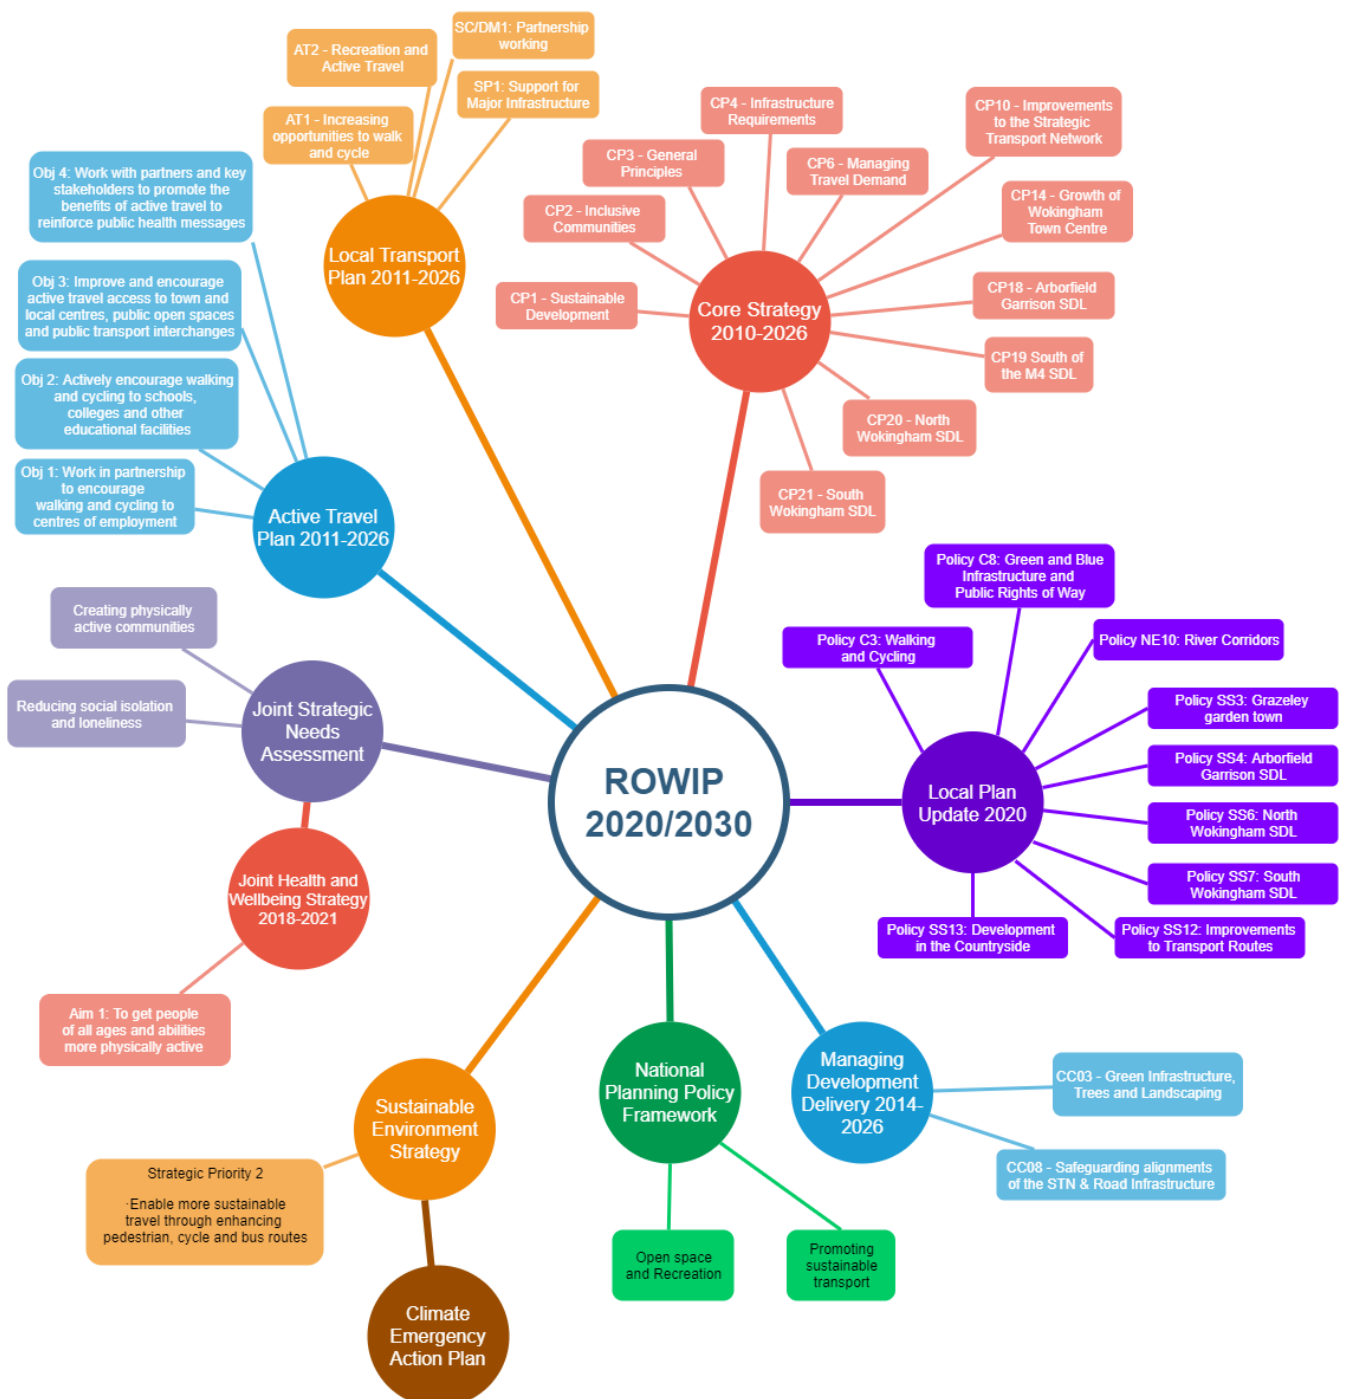 SC/DM1: Partnership
working
AT2 - Recreation and
Active Travel
SP1: Support for
Major Infrastructure
AT1 - Increasing
opportunities to walk
and cycle
Local Transport
Plan 2011-2026
CP4 - Infrastructure
Requirements
CP10 - Improvements
to the Strategic
Transport Network
CP3 - General
Principles
CP6 - Managing
Travel Demand
CP2 - Inclusive
Communities
CP14 - Growth of
Wokingham
Town Centre
CP1 - Sustainable
Development
Core Strategy
2010-2026
CP18 - Arborfield
Garrison SDL
CP19 South of
the M4 SDL
CP20 - North
Wokingham SDL
CP21 - South
Wokingham SDL
Obj 4: Work with partners and key
stakeholders to promote the
benefits of active travel to
reinforce public health messages
Obj 3: Improve and encourage
active travel access to town and
local centres, public open spaces
and public transport interchanges
Obj 2: Actively encourage walking
and cycling to schools,
colleges and other
educational facilities
Obj 1: Work in partnership
to encourage
walking and cycling to
centres of employment
Active Travel
Plan 2011-2026
Creating physically
active communities
Reducing social isolation
and loneliness
Joint Strategic
Needs
Assessment
Joint Health and
Wellbeing Strategy
2018-2021
Aim 1: To get people
of all ages and abilities
more physically active
ROWIP
2020/2030
Policy C8: Green and Blue
Infrastructure and
Public Rights of Way
Policy C3: Walking
and Cycling
Policy NE10: River Corridors
Policy SS3: Grazeley
garden town
Policy SS4: Arborfield
Garrison SDL
Local Plan
Update 2020
Policy SS6: North
Wokingham SDL
Policy SS7: South
Wokingham SDL
Policy SS13: Development
in the Countryside
Policy SS12: Improvements
to Transport Routes
Sustainable
Environment
Strategy
Strategic Priority 2
·Enable more sustainable
travel through enhancing
pedestrian, cycle and bus routes
Climate
Emergency
Action Plan
National
Planning Policy
Framework
Open space
and Recreation
Promoting
sustainable
transport
Managing
Development
Delivery 2014-
2026
CC03 - Green Infrastructure,
Trees and Landscaping
CC08 - Safeguarding alignments
of the STN & Road Infrastructure